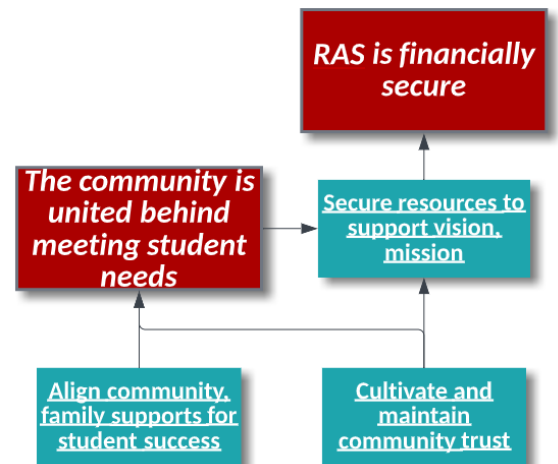 RAS is financially
secure
The community is
united behind
meeting student
needs
Secure resources to
support vision,
mission
Align community,
family supports for
student success
Cultivate and
maintain
community trust